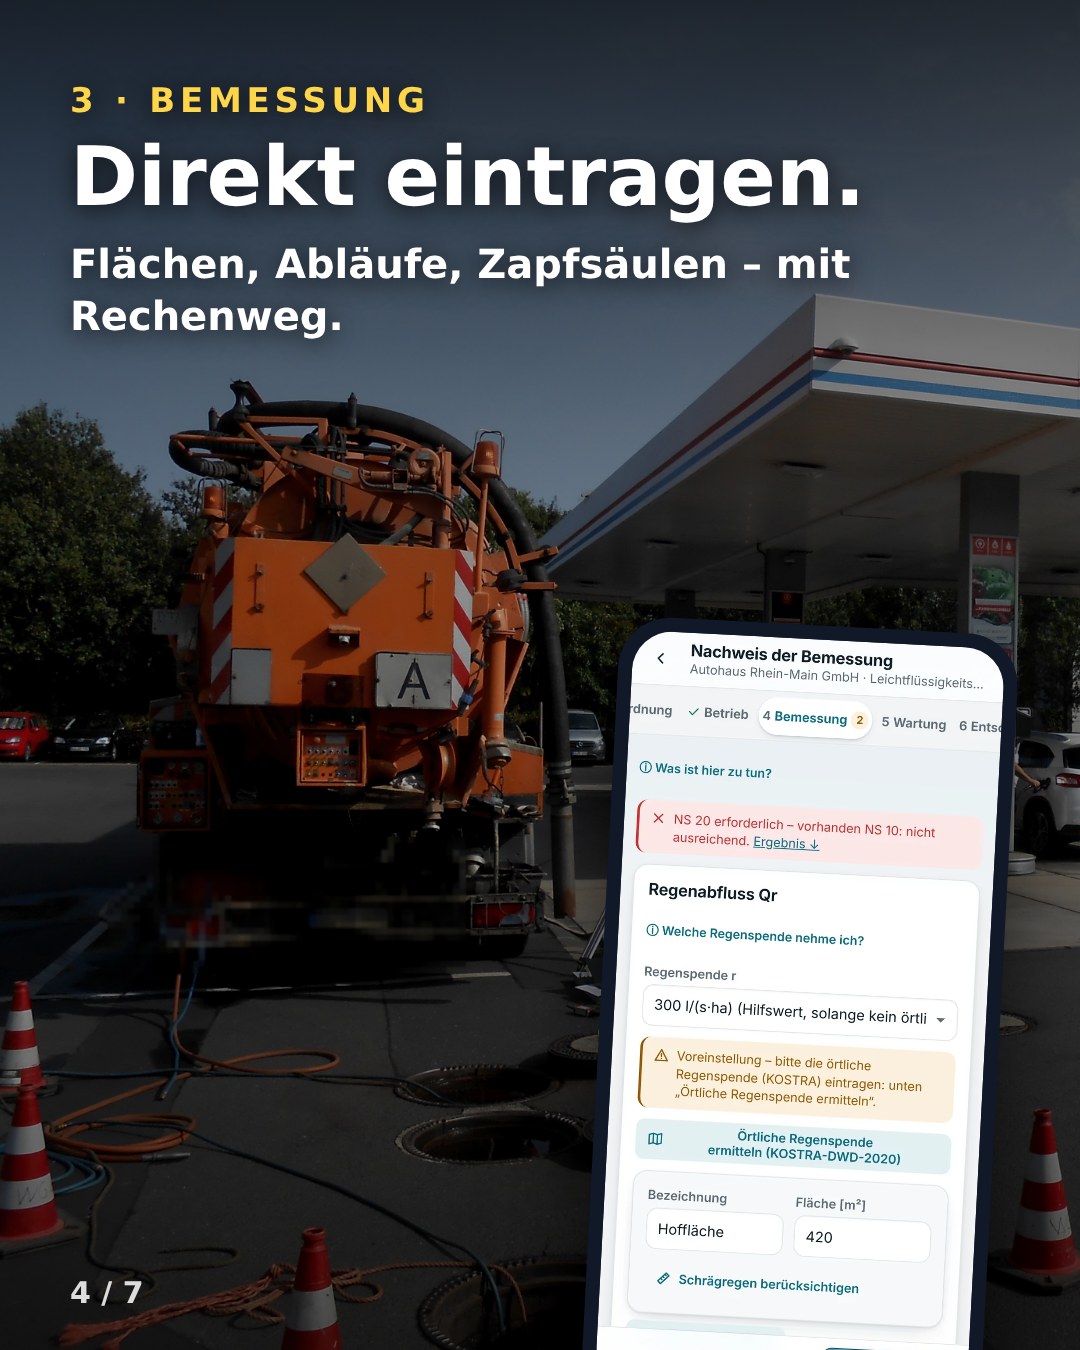 3 · BEMESSUNG
Direkt eintragen.
Flächen, Abläufe, Zapfsäulen – mit
Rechenweg.
A
Nachweis der Bemessung
Autohaus Rhein-Main GmbH · Leichtflüssigkeits...
rdnung ✓ Betrieb 4 Bemessung 2 5 Wartung 6 Entso
Was ist hier zu tun?
NS 20 erforderlich – vorhanden NS 10: nicht
ausreichend. Ergebnis ↓
Regenabfluss Qr
Welche Regenspende nehme ich?
Regenspende r
300 l/(s·ha) (Hilfswert, solange kein örtli
Voreinstellung – bitte die örtliche
Regenspende (KOSTRA) eintragen: unten
„Örtliche Regenspende ermitteln“.
Örtliche Regenspende
ermitteln (KOSTRA-DWD-2020)
Bezeichnung Fläche [m²]
Hoffläche 420
Schrägregen berücksichtigen
4 / 7